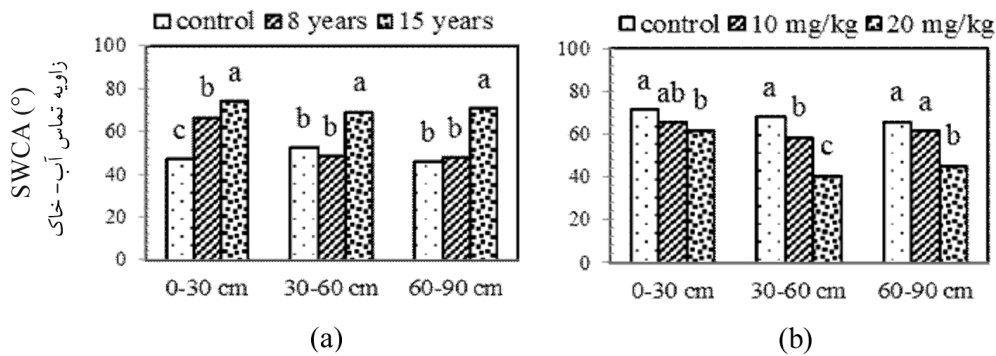 control 8 years 15 years
SWCA (°)
زاویه تماس آب- خاک
100
80
60
40
20
0
c b a
b b a
b b a
0-30 cm 30-60 cm 60-90 cm
(a)
control 10 mg/kg 20 mg/kg
100
80
60
40
20
0
a ab b
a b c
a a b
0-30 cm 30-60 cm 60-90 cm
(b)